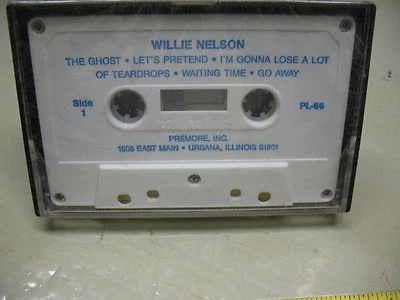 WILLIE NELSON
THE GHOST • LET'S PRETEND • I'M GONNA LOSE A LOT
OF TEARDROPS • WAITING TIME • GO AWAY
Side
1
PL-66
PREMORE, INC.
1505 EAST MAIN • URBANA, ILLINOIS 61801